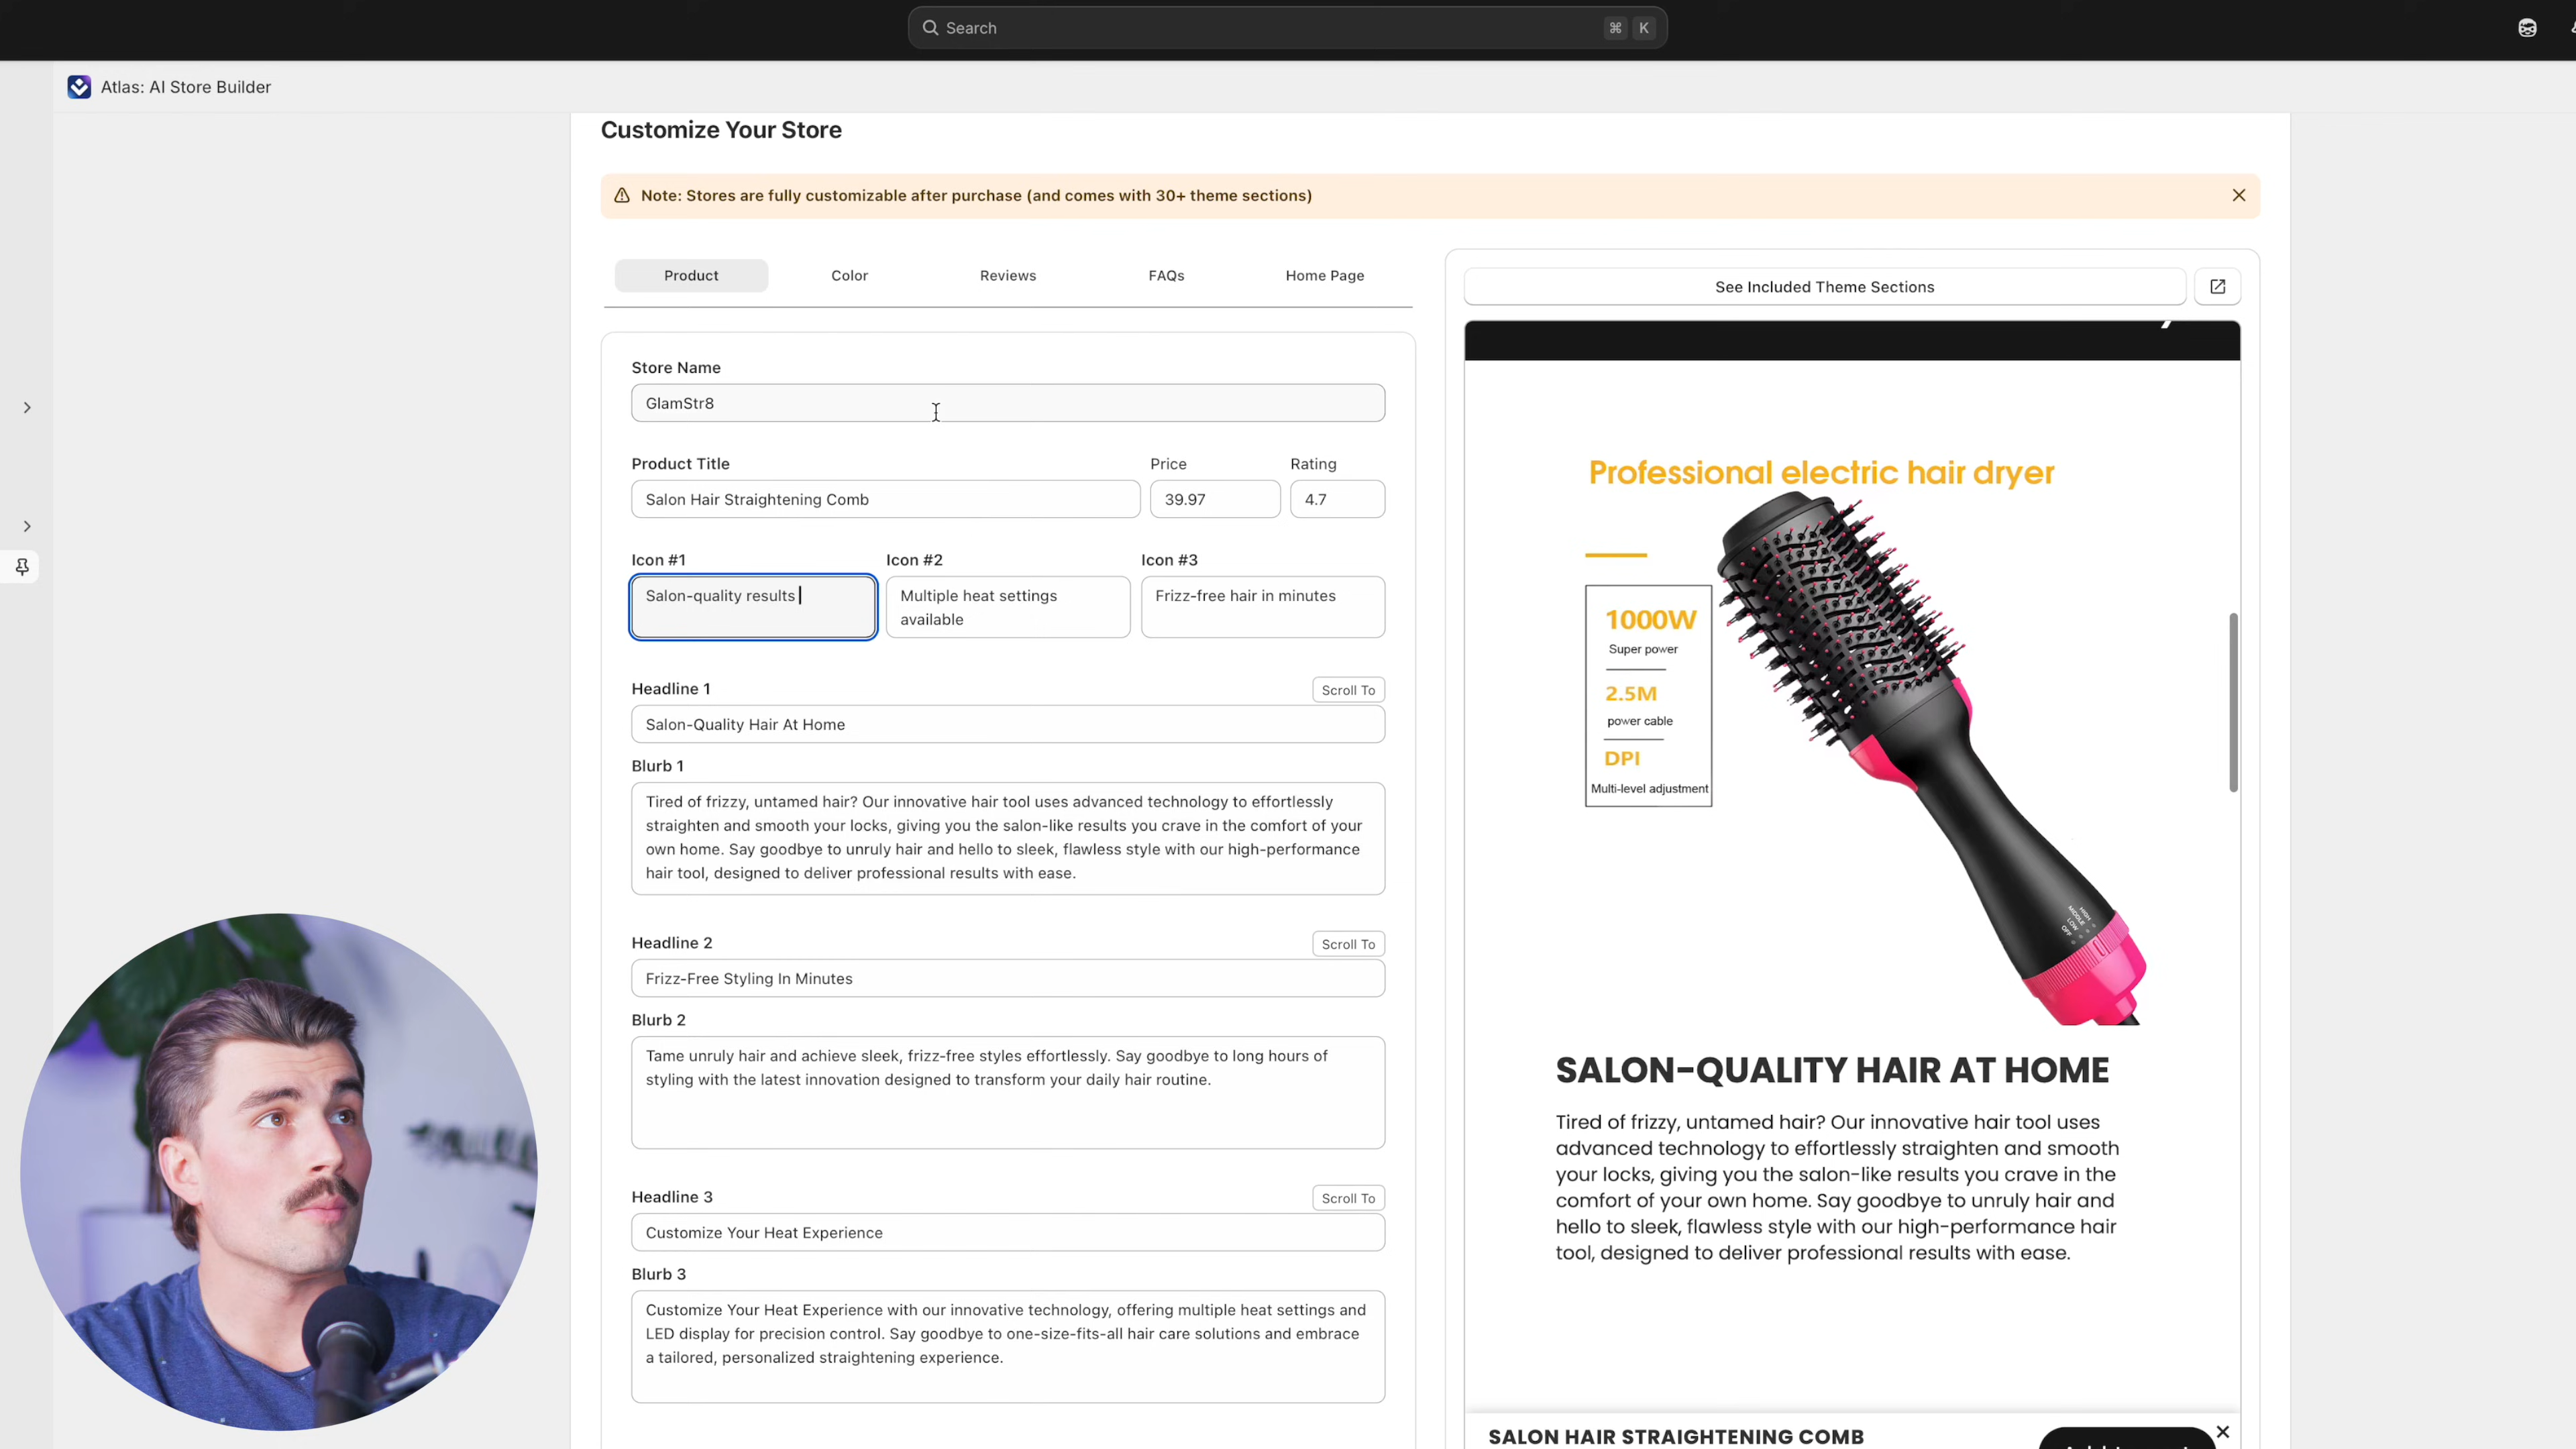 Search
⌘ K
Atlas: AI Store Builder
Customize Your Store
Note: Stores are fully customizable after purchase (and comes with 30+ theme sections)
Product
Color
Reviews
FAQs
Home Page
See Included Theme Sections
Store Name
GlamStr8
Product Title
Price
Rating
Salon Hair Straightening Comb
39.97
4.7
Icon #1
Icon #2
Icon #3
Salon-quality results
Multiple heat settings
available
Frizz-free hair in minutes
Headline 1
Scroll To
Salon-Quality Hair At Home
Blurb 1
Tired of frizzy, untamed hair? Our innovative hair tool uses advanced technology to effortlessly
straighten and smooth your locks, giving you the salon-like results you crave in the comfort of your
own home. Say goodbye to unruly hair and hello to sleek, flawless style with our high-performance
hair tool, designed to deliver professional results with ease.
Headline 2
Scroll To
Frizz-Free Styling In Minutes
Blurb 2
Tame unruly hair and achieve sleek, frizz-free styles effortlessly. Say goodbye to long hours of
styling with the latest innovation designed to transform your daily hair routine.
Headline 3
Scroll To
Customize Your Heat Experience
Blurb 3
Customize Your Heat Experience with our innovative technology, offering multiple heat settings and
LED display for precision control. Say goodbye to one-size-fits-all hair care solutions and embrace
a tailored, personalized straightening experience.
Professional electric hair dryer
1000W
Super power
2.5M
power cable
DPI
Multi-level adjustment
HIGH
MIDDLE
LOW
OFF
SALON-QUALITY HAIR AT HOME
Tired of frizzy, untamed hair? Our innovative hair tool uses
advanced technology to effortlessly straighten and smooth
your locks, giving you the salon-like results you crave in the
comfort of your own home. Say goodbye to unruly hair and
hello to sleek, flawless style with our high-performance hair
tool, designed to deliver professional results with ease.
SALON HAIR STRAIGHTENING COMB